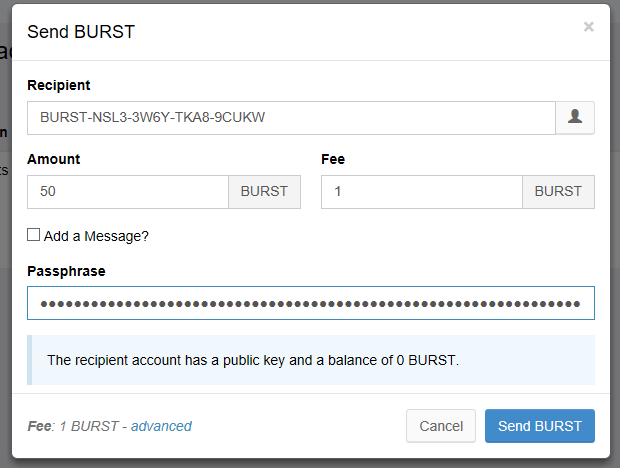 Send BURST
×
Recipient
BURST-NSL3-3W6Y-TKA8-9CUKW
Amount Fee
50 BURST 1 BURST
Add a Message?
Passphrase
The recipient account has a public key and a balance of 0 BURST.
Fee: 1 BURST - advanced Cancel Send BURST